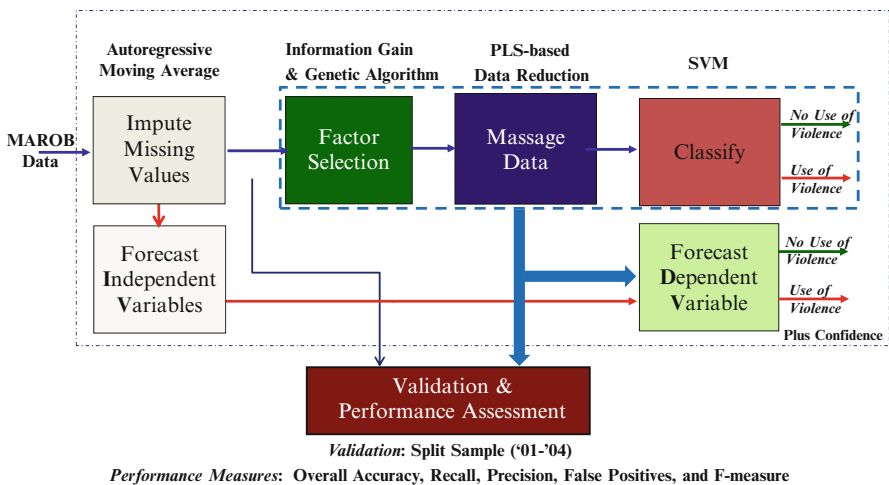 Autoregressive
Moving Average
Information Gain
& Genetic Algorithm
PLS-based
Data Reduction
SVM
MAROB
Data
Impute
Missing
Values
Factor
Selection
Massage
Data
Classify
No Use of
Violence
Use of
Violence
Forecast
Independent
Variables
Forecast
Dependent
Variable
No Use of
Violence
Use of
Violence
Plus Confidence
Validation &
Performance Assessment
Validation: Split Sample (‘01-’04)
Performance Measures: Overall Accuracy, Recall, Precision, False Positives, and F-measure